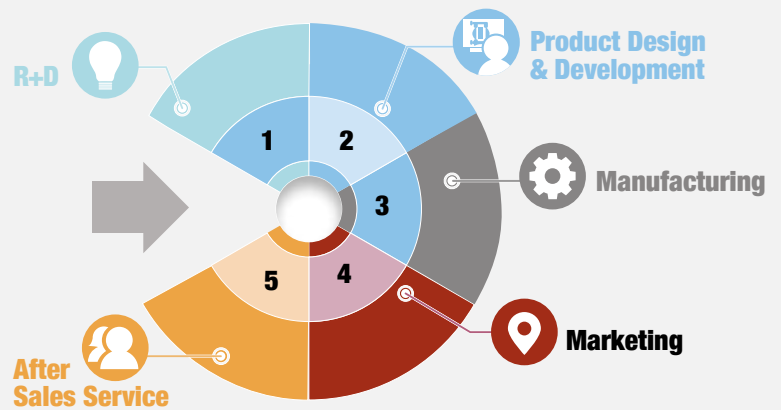 R+D
Product Design
& Development
1
2
Manufacturing
3
5
4
Marketing
After
Sales Service